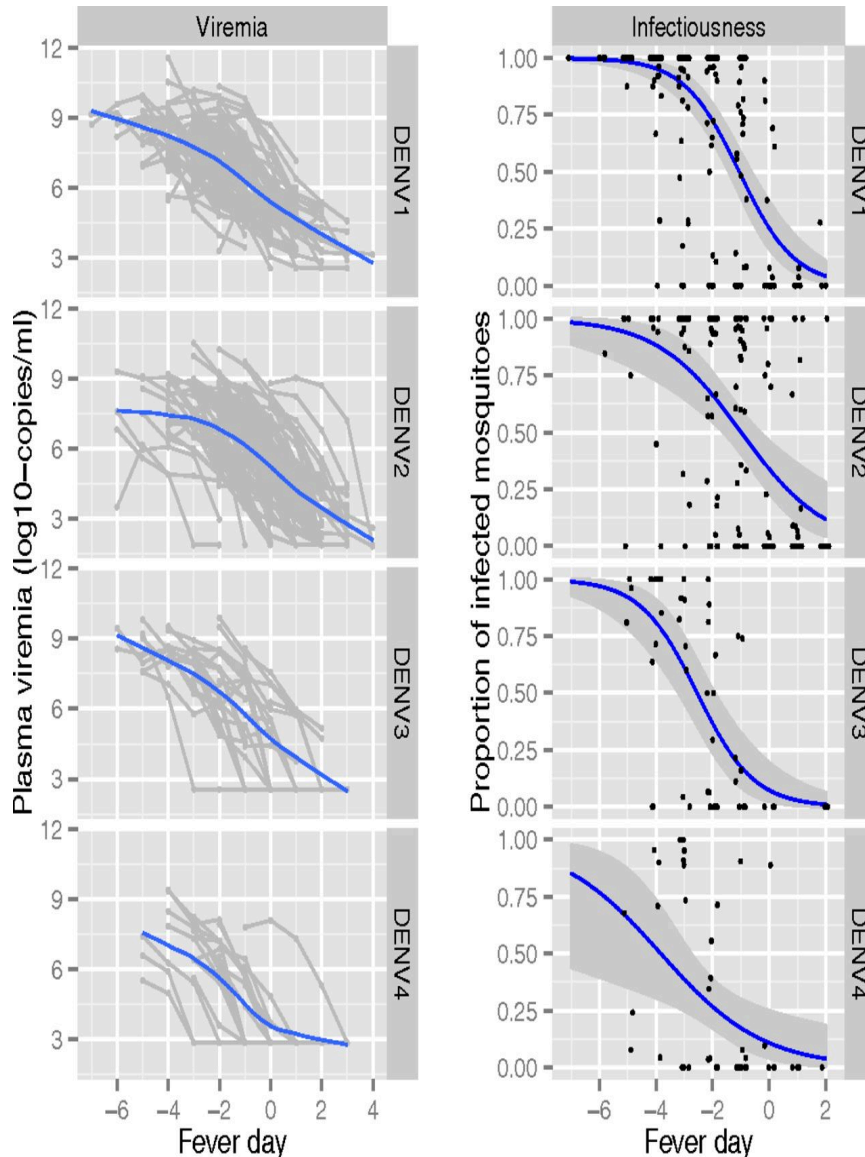 Viremia
Infectiousness
12
9
6
3
DENV1
1.00
0.75
0.50
0.25
0.00
DENV1
12
9
6
3
DENV2
1.00
0.75
0.50
0.25
0.00
DENV2
12
9
6
3
DENV3
1.00
0.75
0.50
0.25
0.00
DENV3
12
9
6
3
DENV4
1.00
0.75
0.50
0.25
0.00
DENV4
Plasma viremia (log10−copies/ml)
Proportion of infected mosquitoes
−6 −4 −2 0 2 4
−6 −4 −2 0 2
Fever day
Fever day